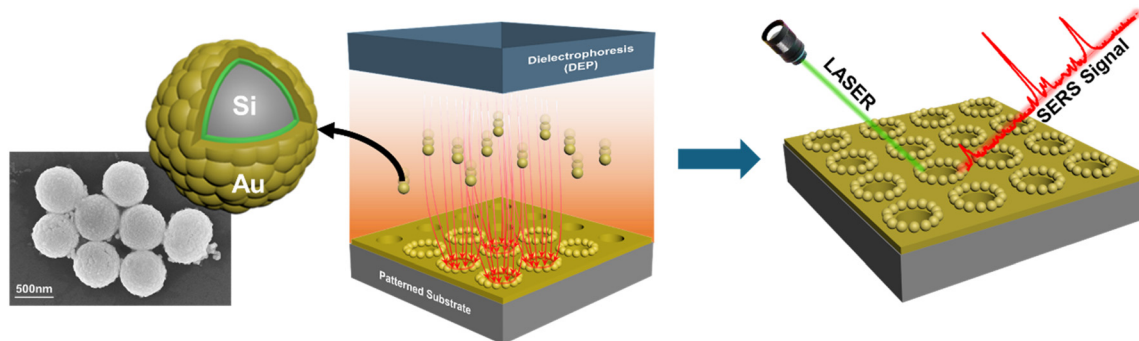 Si
Au
500nm
Dielectrophoresis
(DEP)
Patterned Substrate
LASER
SERS Signal